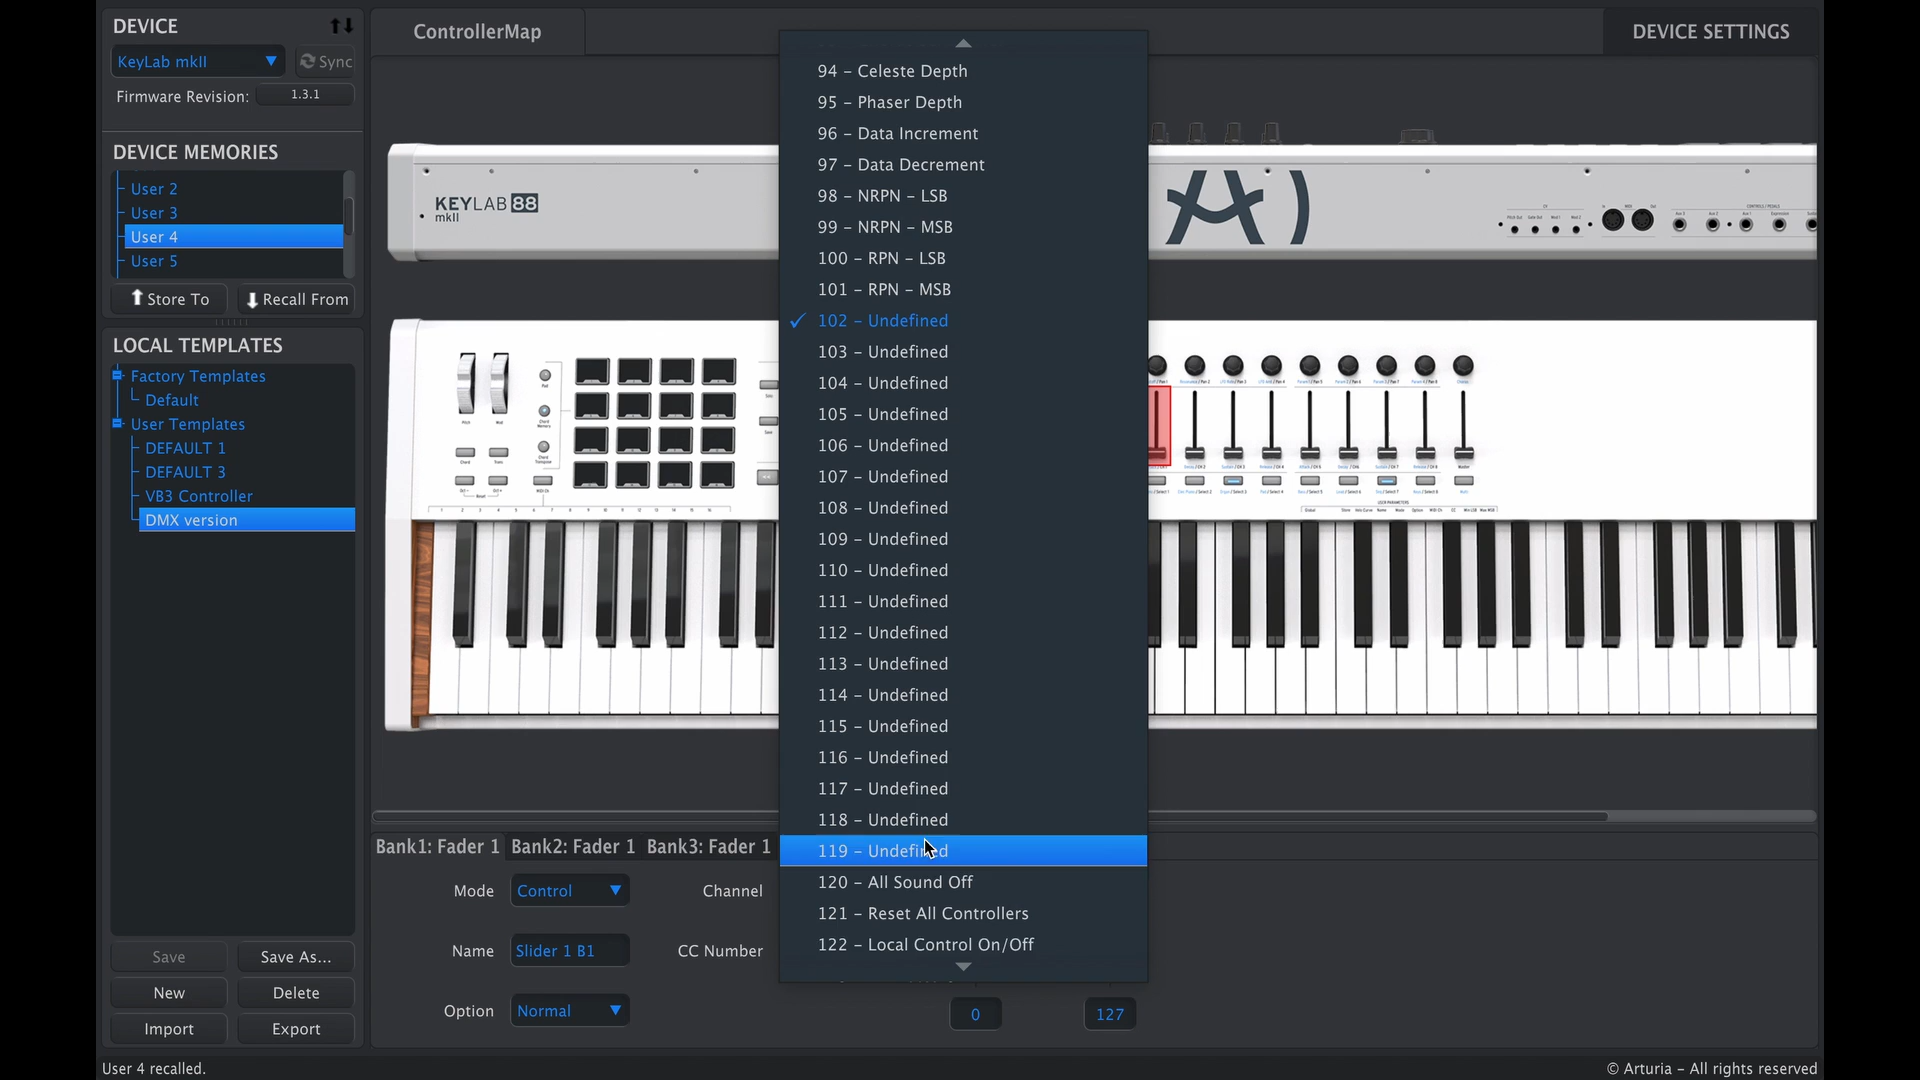 DEVICE
KeyLab mkII
Sync
Firmware Revision:
1.3.1
DEVICE MEMORIES
User 2
User 3
User 4
User 5
Store To
Recall From
LOCAL TEMPLATES
Factory Templates
Default
User Templates
DEFAULT 1
DEFAULT 3
VB3 Controller
DMX version
Save
Save As...
New
Delete
Import
Export
User 4 recalled.
ControllerMap
DEVICE SETTINGS
KEYLAB 88
mkII
94 – Celeste Depth
95 – Phaser Depth
96 – Data Increment
97 – Data Decrement
98 – NRPN – LSB
99 – NRPN – MSB
100 – RPN – LSB
101 – RPN – MSB
✓ 102 – Undefined
103 – Undefined
104 – Undefined
105 – Undefined
106 – Undefined
107 – Undefined
108 – Undefined
109 – Undefined
110 – Undefined
111 – Undefined
112 – Undefined
113 – Undefined
114 – Undefined
115 – Undefined
116 – Undefined
117 – Undefined
118 – Undefined
119 – Undefined
120 – All Sound Off
121 – Reset All Controllers
122 – Local Control On/Off
Bank1: Fader 1
Bank2: Fader 1
Bank3: Fader 1
Mode
Control
Channel
Name
Slider 1 B1
CC Number
Option
Normal
0
127
© Arturia – All rights reserved